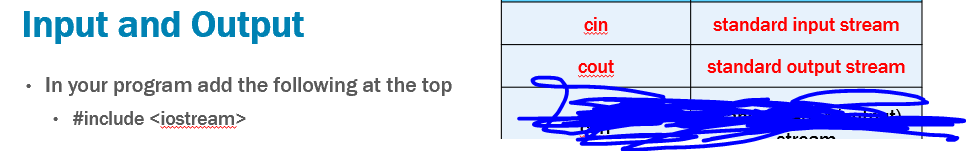 Input and Output
In your program add the following at the top
#include <iostream>
cin standard input stream
cout standard output stream
stream